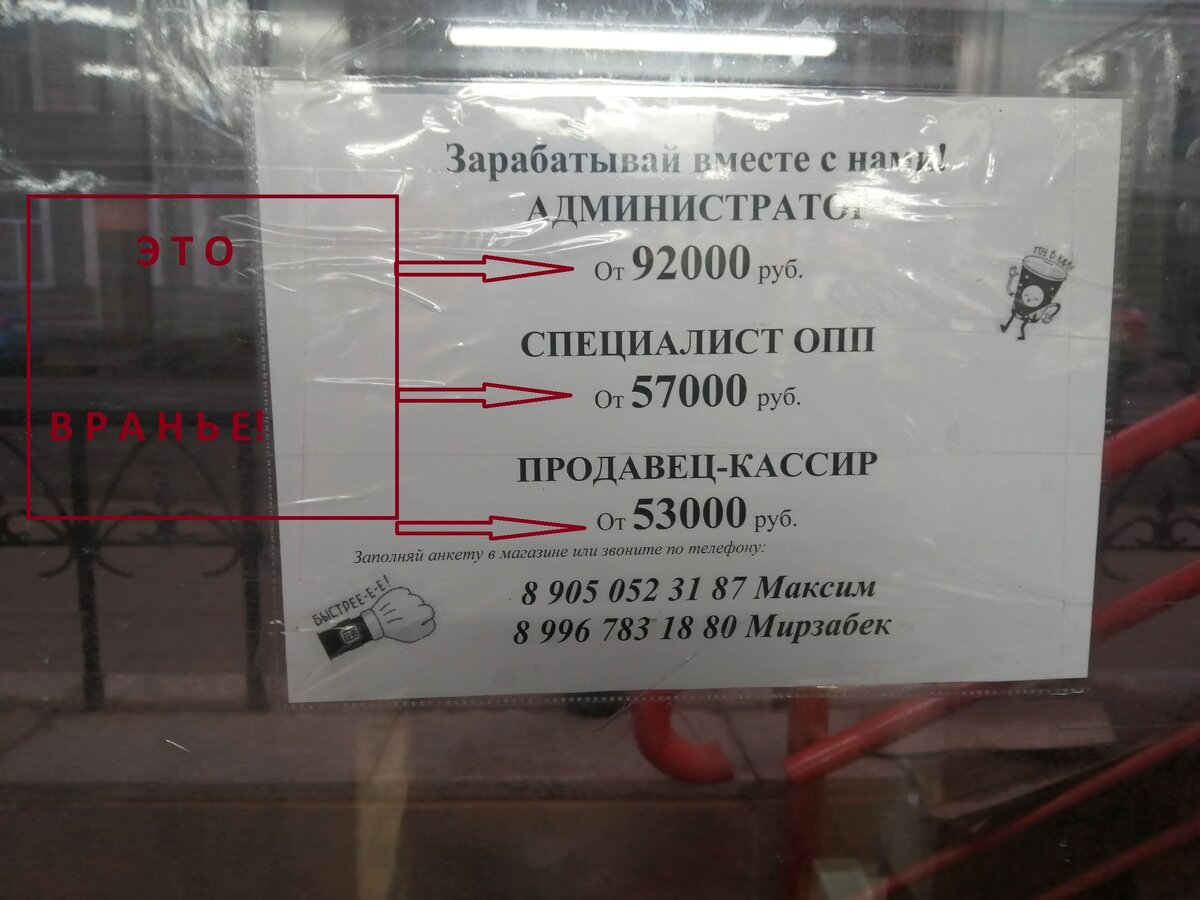 Зарабатывай вместе с нами!
АДМИНИСТРАТОР
От 92000 руб.
ЭТО
ВРАНЬЕ!
СПЕЦИАЛИСТ ОПП
От 57000 руб.
ПРОДАВЕЦ-КАССИР
От 53000 руб.
Заполняй анкету в магазине или звоните по телефону:
БЫСТРЕЕ-Е-Е!
8 905 052 31 87 Максим
8 996 783 18 80 Мирзабек